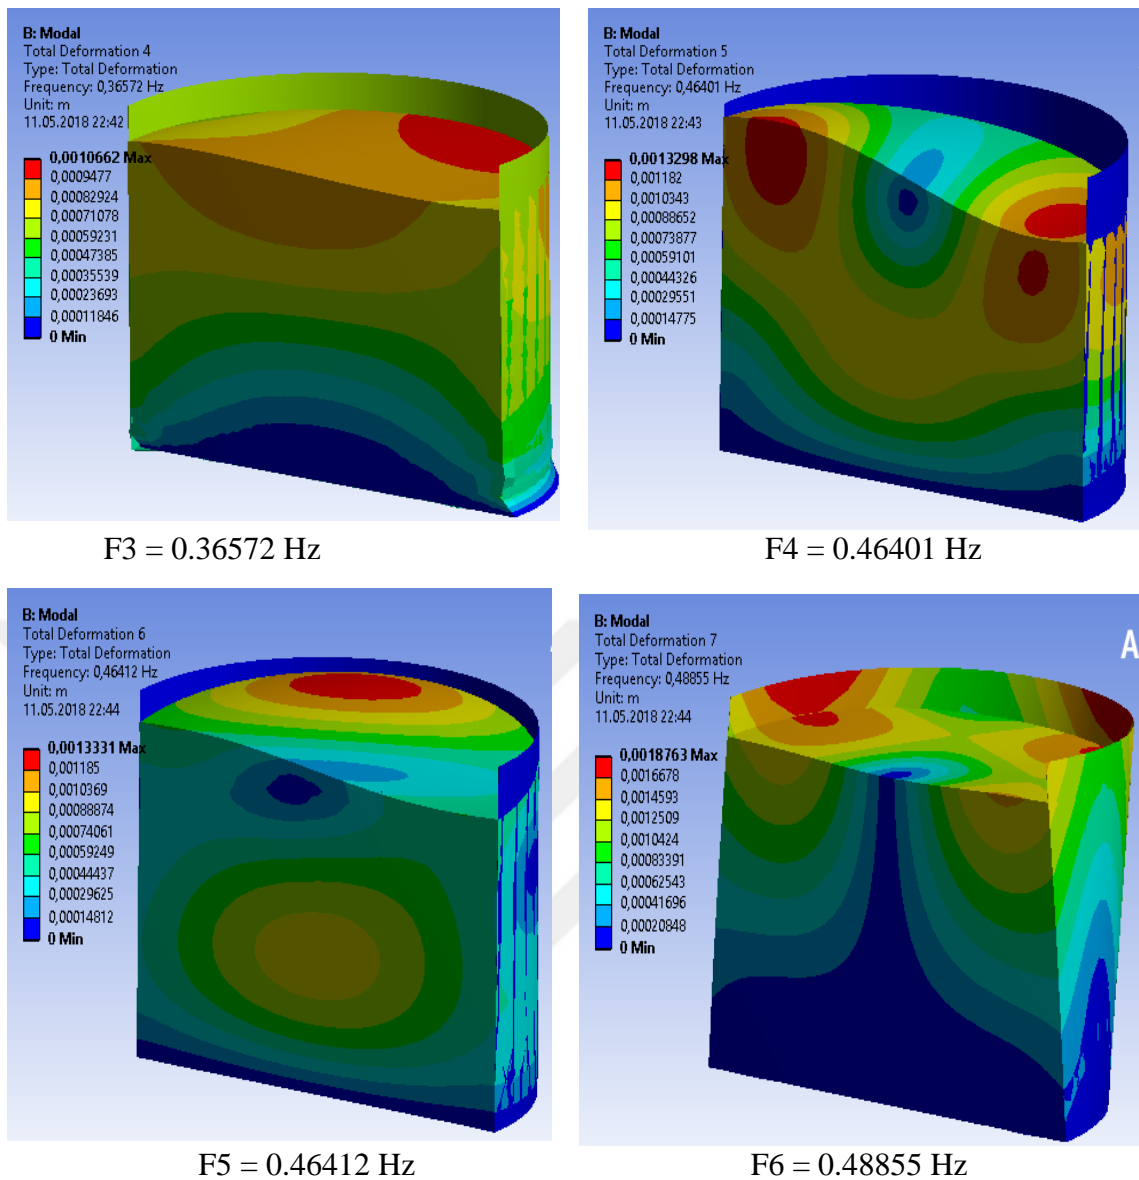 B: Modal
Total Deformation 4
Type: Total Deformation
Frequency: 0,36572 Hz
Unit: m
11.05.2018 22:42
0,0010662 Max
0,0009477
0,00082924
0,00071078
0,00059231
0,00047385
0,00035539
0,00023693
0,00011846
0 Min
F3 = 0.36572 Hz
B: Modal
Total Deformation 5
Type: Total Deformation
Frequency: 0,46401 Hz
Unit: m
11.05.2018 22:43
0,0013298 Max
0,001182
0,0010343
0,00088652
0,00073877
0,00059101
0,00044326
0,00029551
0,00014775
0 Min
F4 = 0.46401 Hz
B: Modal
Total Deformation 6
Type: Total Deformation
Frequency: 0,46412 Hz
Unit: m
11.05.2018 22:44
0,0013331 Max
0,001185
0,0010369
0,00088874
0,00074061
0,00059249
0,00044437
0,00029625
0,00014812
0 Min
F5 = 0.46412 Hz
B: Modal
Total Deformation 7
Type: Total Deformation
Frequency: 0,48855 Hz
Unit: m
11.05.2018 22:44
A
0,0018763 Max
0,0016678
0,0014593
0,0012509
0,0010424
0,00083391
0,00062543
0,00041696
0,00020848
0 Min
F6 = 0.48855 Hz